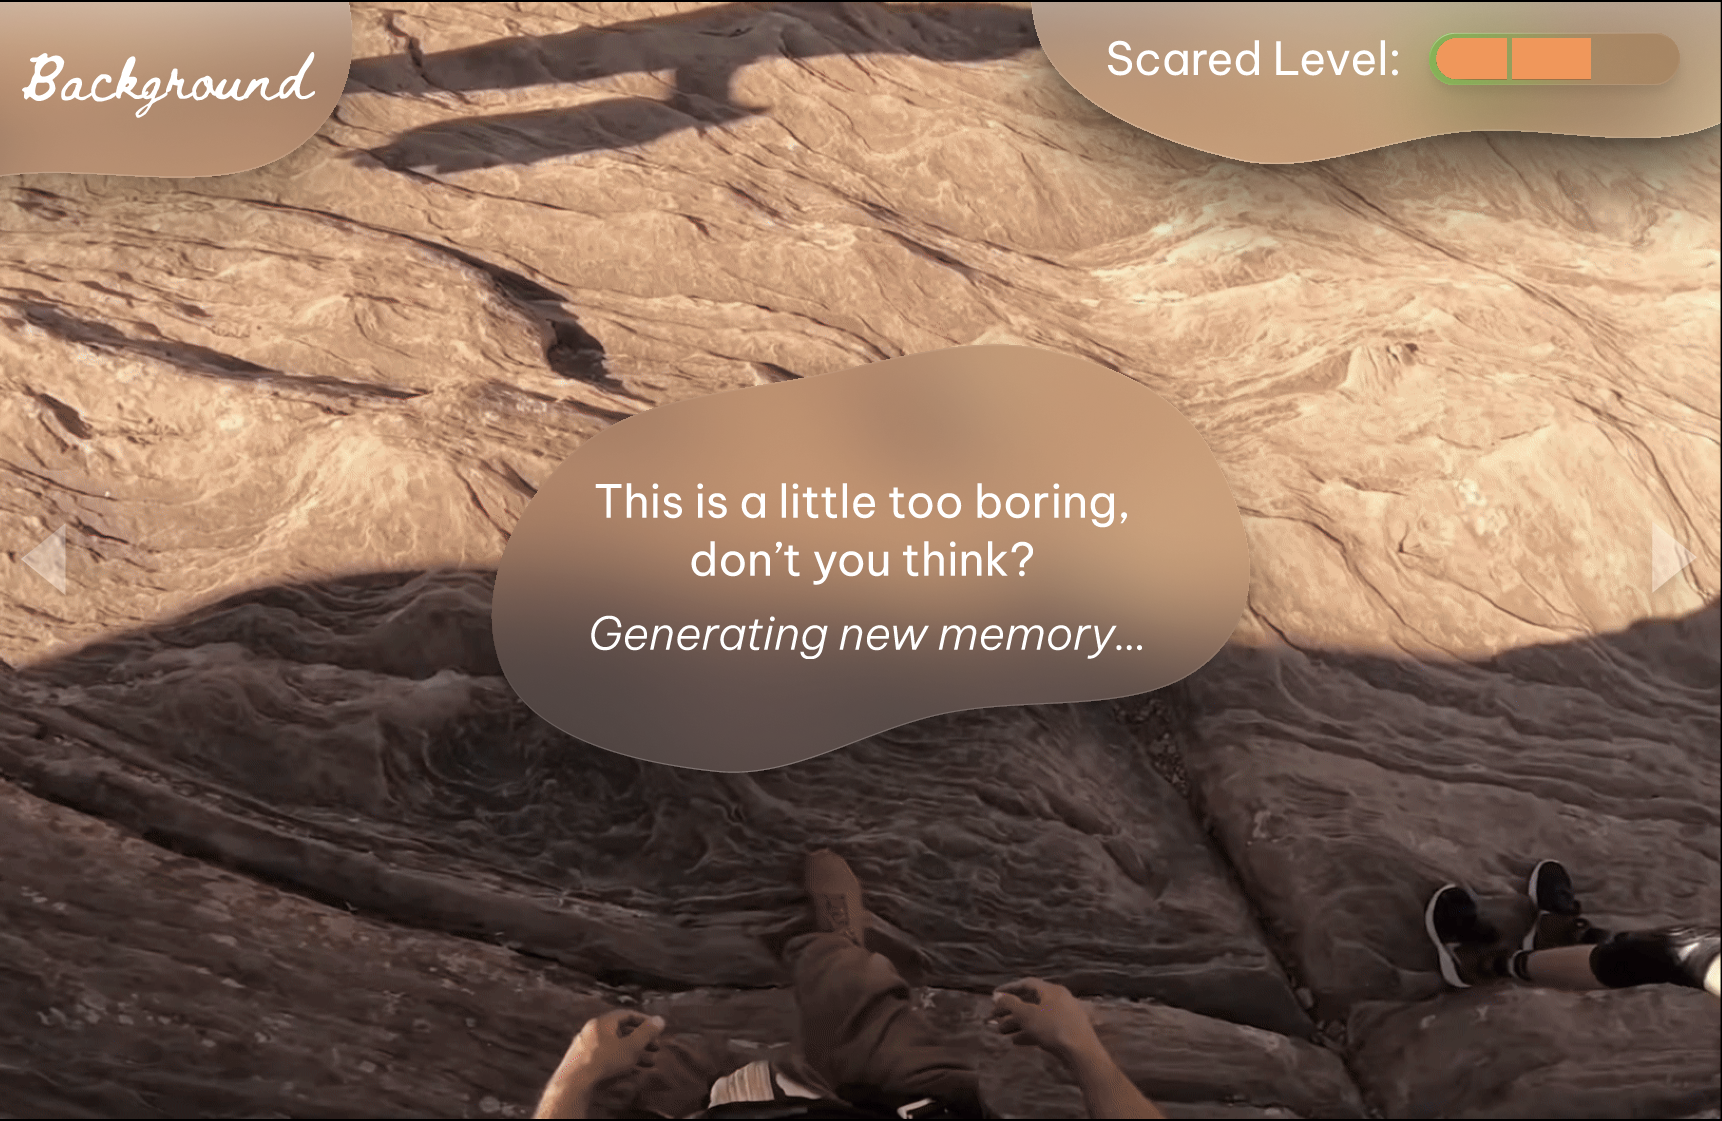 Background
Scared Level:
This is a little too boring,
don’t you think?
Generating new memory...